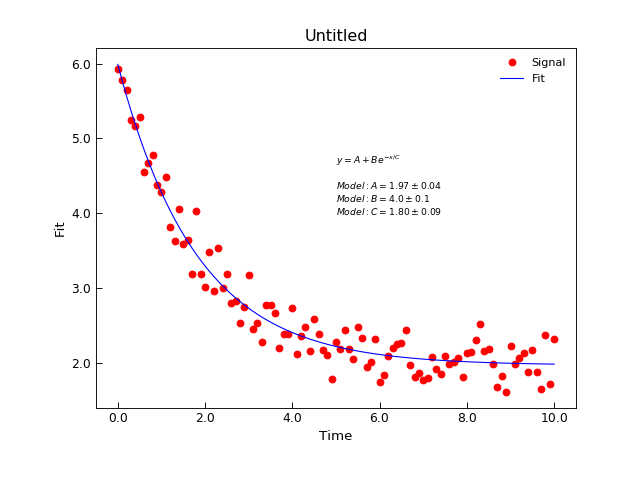 Untitled
Signal
Fit
y = A + Be^{-x/C}
Model : A = 1.97 ± 0.04
Model : B = 4.0 ± 0.1
Model : C = 1.80 ± 0.09
Fit
6.0
5.0
4.0
3.0
2.0
0.0 2.0 4.0 6.0 8.0 10.0
Time